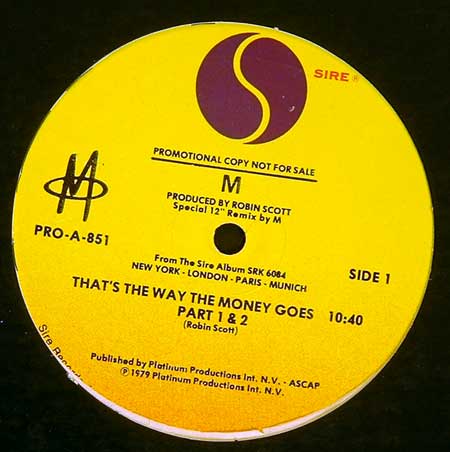 SIRE ®
PROMOTIONAL COPY NOT FOR SALE
M
PRODUCED BY ROBIN SCOTT
Special 12" Remix by M
M
PRO-A-851
From The Sire Album SRK 6084
NEW YORK - LONDON - PARIS - MUNICH
SIDE 1
THAT'S THE WAY THE MONEY GOES 10:40
PART 1 & 2
(Robin Scott)
Published by Platinum Productions Int. N.V. - ASCAP
Ⓟ 1979 Platinum Productions Int. N.V.
Sire Record